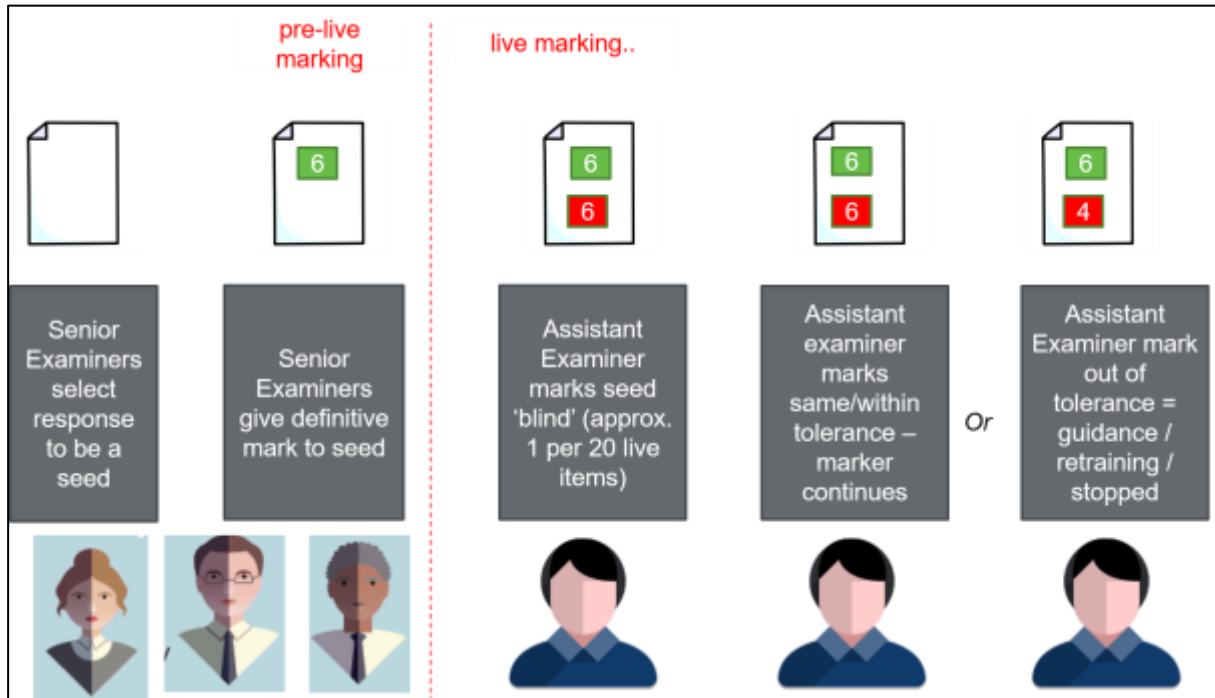 pre-live
marking
live marking..
6
6
6
6
6
6
4
Senior
Examiners
select
response
to be a
seed
Senior
Examiners
give definitive
mark to seed
Assistant
Examiner
marks seed
‘blind’ (approx.
1 per 20 live
items)
Assistant
examiner
marks
same/within
tolerance –
marker
continues
Or
Assistant
Examiner mark
out of
tolerance =
guidance /
retraining /
stopped